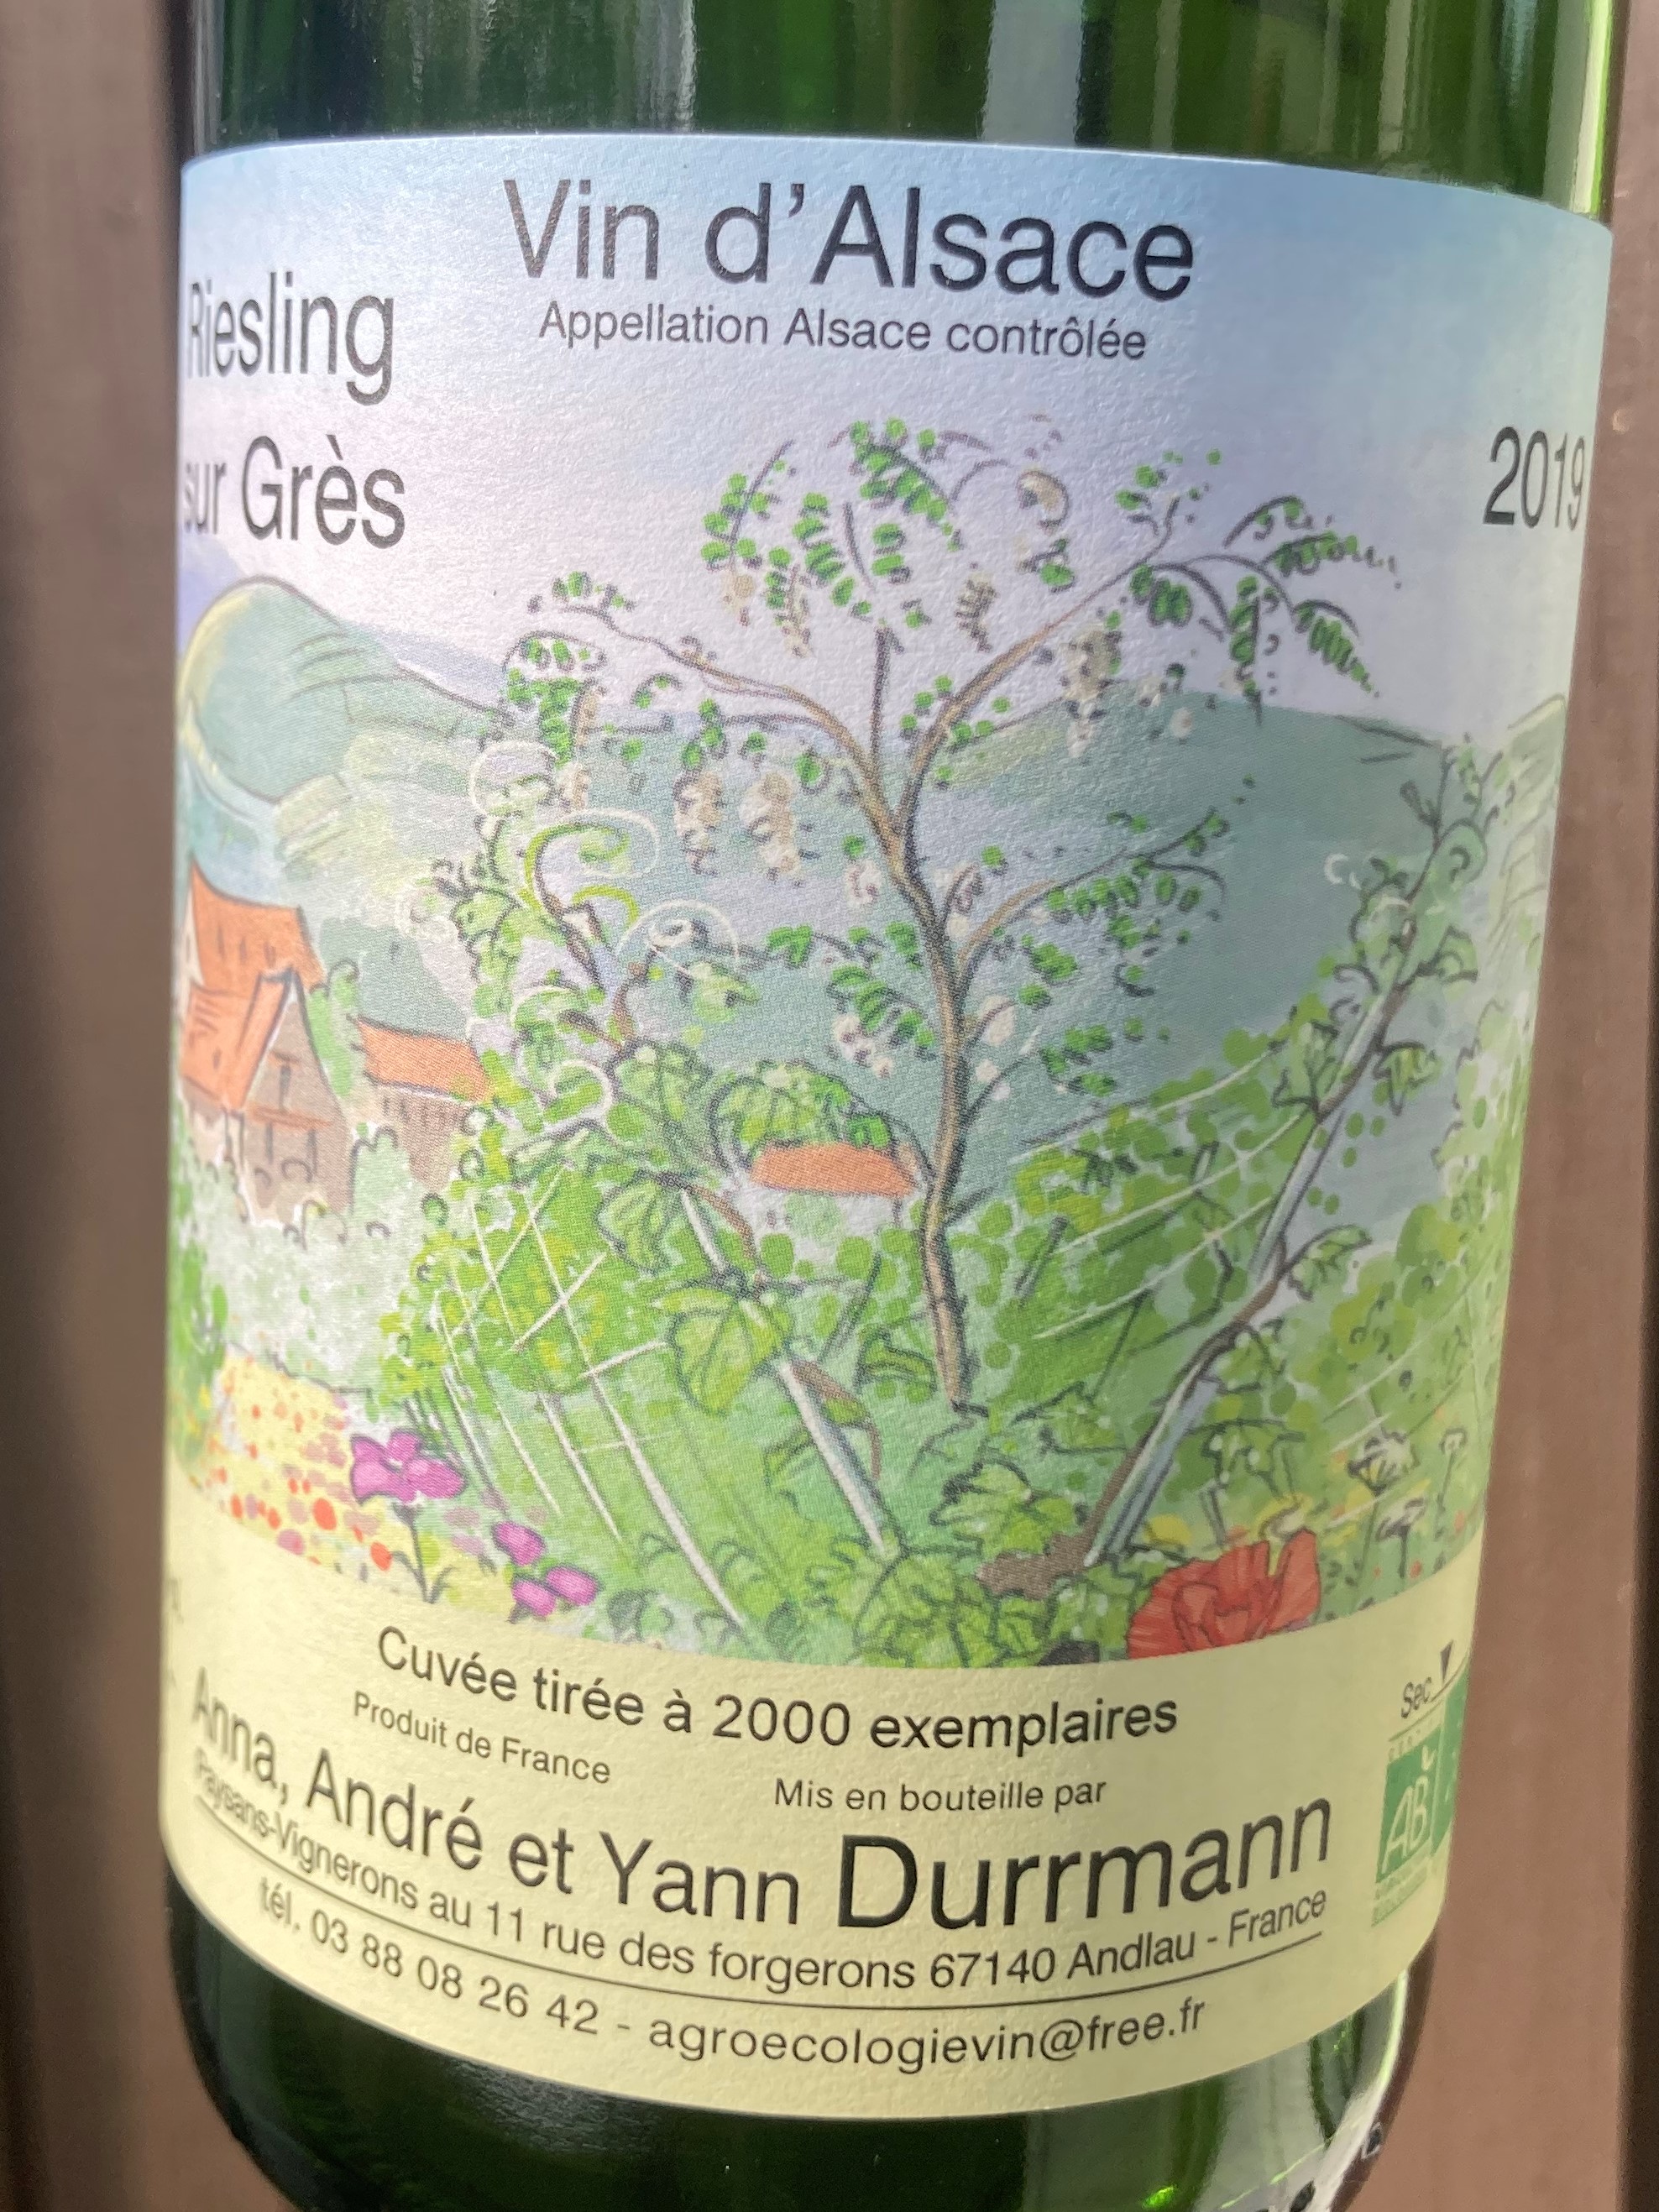 Vin d'Alsace
Appellation Alsace contrôlée
Riesling
sur Grès
2019
Cuvée tirée à 2000 exemplaires
Sec
Produit de France
Mis en bouteille par
Anna, André et Yann Durrmann
Paysans-Vignerons au 11 rue des forgerons 67140 Andlau - France
tél. 03 88 08 26 42 - agroecologievin@free.fr
AB